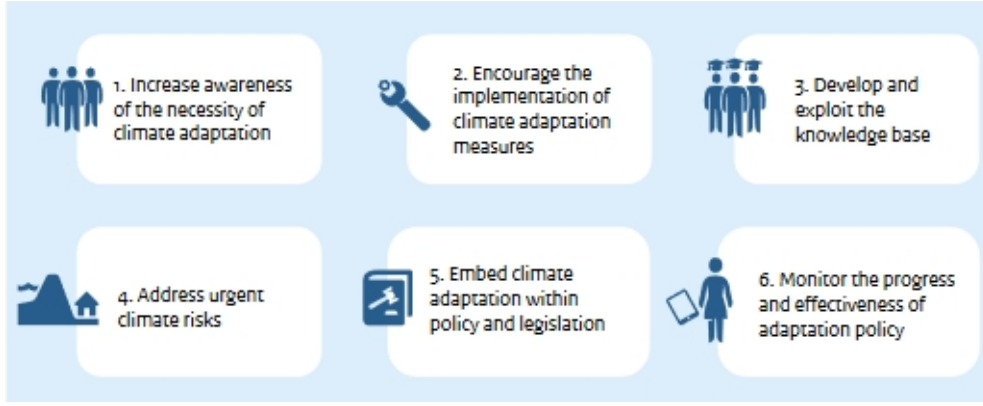 1. Increase awareness
of the necessity of
climate adaptation
2. Encourage the
implementation of
climate adaptation
measures
3. Develop and
exploit the
knowledge base
4. Address urgent
climate risks
5. Embed climate
adaptation within
policy and legislation
6. Monitor the progress
and effectiveness of
adaptation policy